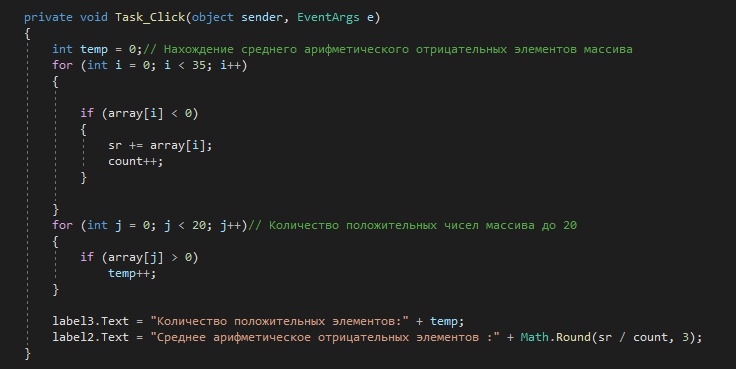 private void Task_Click(object sender, EventArgs e)
{
int temp = 0;// Нахождение среднего арифметического отрицательных элементов массива
for (int i = 0; i < 35; i++)
{
if (array[i] < 0)
{
sr += array[i];
count++;
}
}
for (int j = 0; j < 20; j++)// Количество положительных чисел массива до 20
{
if (array[j] > 0)
temp++;
}
label3.Text = "Количество положительных элементов:" + temp;
label2.Text = "Среднее арифметическое отрицательных элементов :" + Math.Round(sr / count, 3);
}